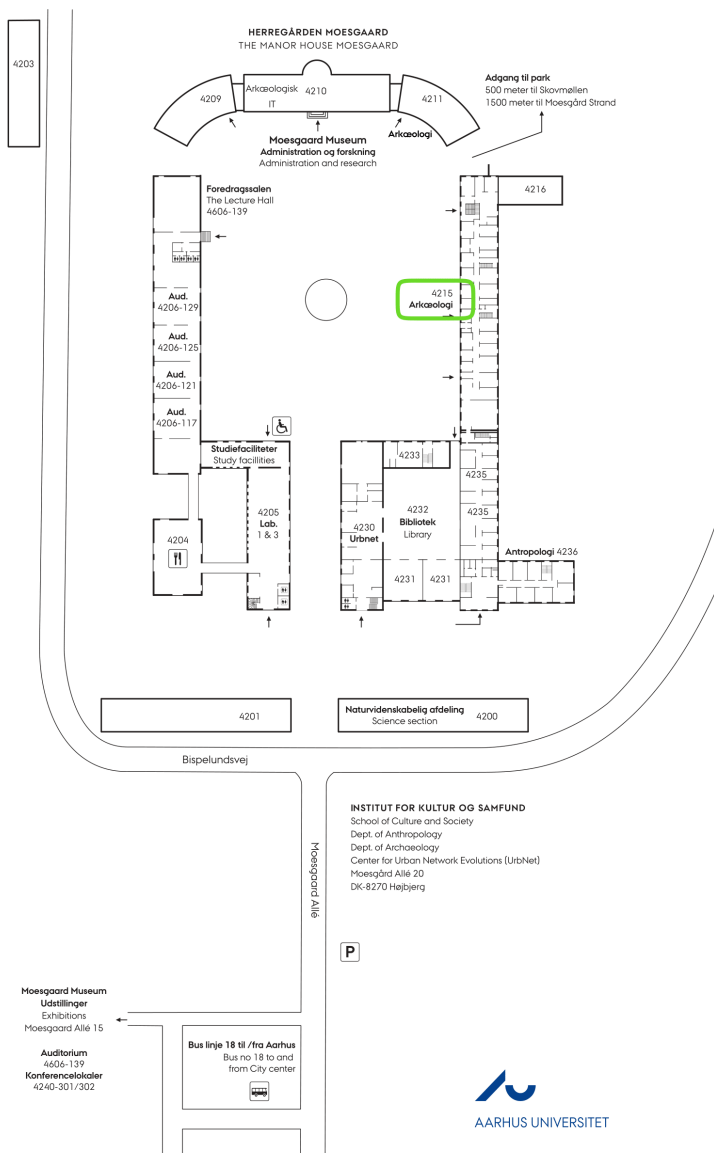 HERREGÅRDEN MOESGAARD
THE MANOR HOUSE MOESGAARD
4203
4209
Arkæologisk
IT
4210
4211
Arkæologi
Moesgaard Museum
Administration og forskning
Administration and research
Adgang til park
500 meter til Skovmøllen
1500 meter til Moesgård Strand
Foredragssalen
The Lecture Hall
4606-139
4216
4215
Arkæologi
Aud.
4206-129
Aud.
4206-125
Aud.
4206-121
Aud.
4206-117
Studiefaciliteter
Study facillities
4205
Lab.
1 & 3
4204
4230
Urbnet
4233
4232
Bibliotek
Library
4231
4231
4235
4235
Antropologi 4236
4201
Naturvidenskabelig afdeling
Science section
4200
Bispelundsvej
Moesgaard Allé
INSTITUT FOR KULTUR OG SAMFUND
School of Culture and Society
Dept. of Anthropology
Dept. of Archaeology
Center for Urban Network Evolutions (UrbNet)
Moesgård Allé 20
DK-8270 Højbjerg
P
Moesgaard Museum
Udstillinger
Exhibitions
Moesgaard Allé 15
Auditorium
4606-139
Konferencelokaler
4240-301/302
Bus linje 18 til /fra Aarhus
Bus no 18 to and
from City center
AARHUS UNIVERSITET